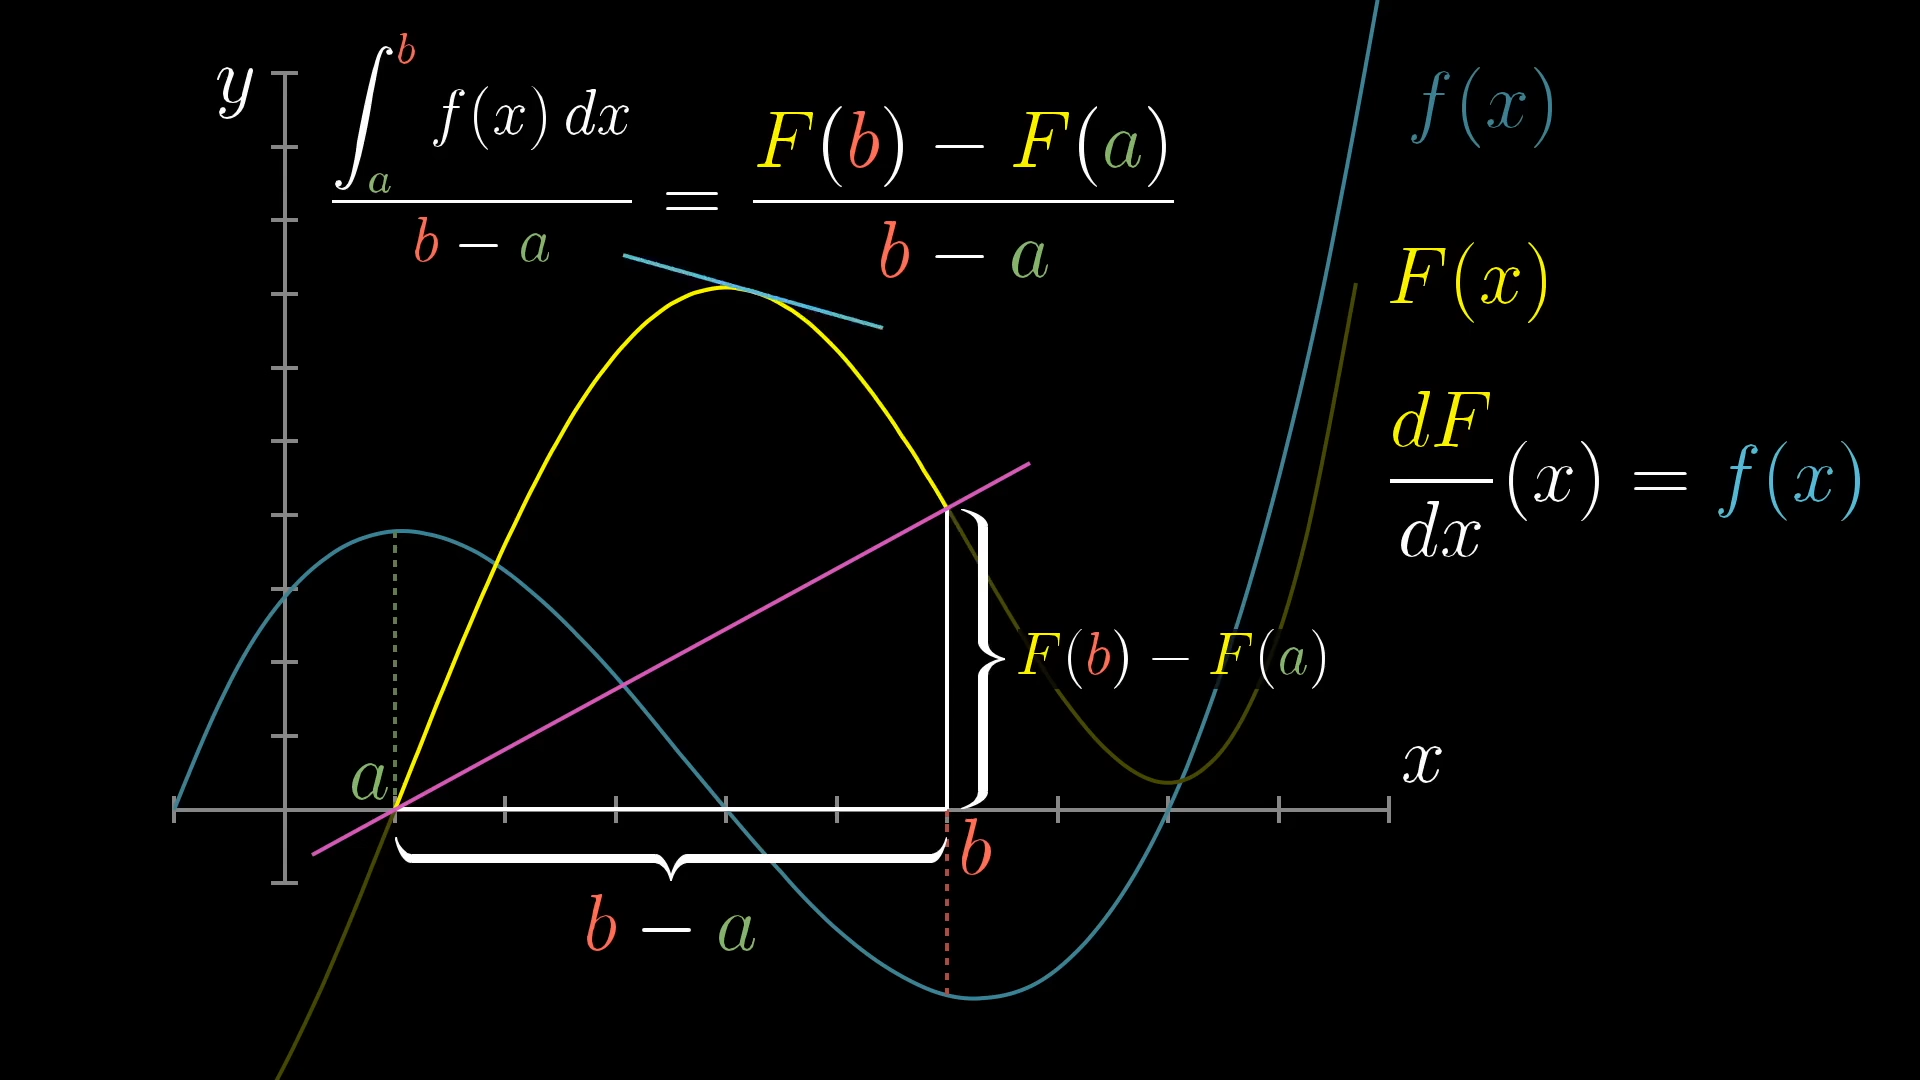 y
∫_a^b f(x) dx / (b − a) = (F(b) − F(a)) / (b − a)
f(x)
F(x)
dF/dx (x) = f(x)
F(b) − F(a)
x
a
b
b − a